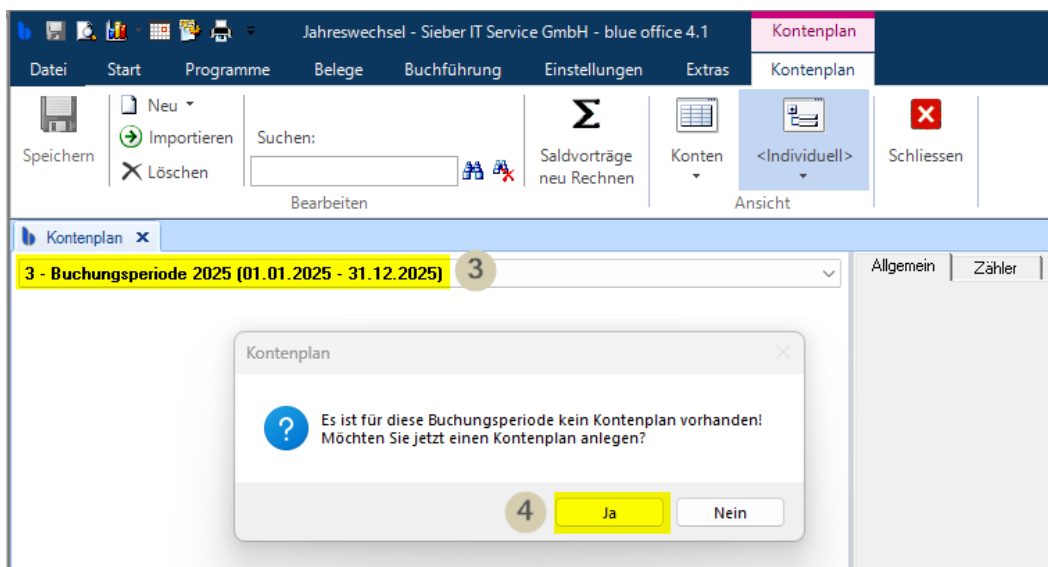 Jahreswechsel - Sieber IT Service GmbH - blue office 4.1
Kontenplan
Datei Start Programme Belege Buchführung Einstellungen Extras Kontenplan
Speichern
Neu
Importieren
Löschen
Suchen:
Bearbeiten
Σ
Saldvorträge
neu Rechnen
Konten
<Individuell>
Ansicht
Schliessen
Kontenplan
3 - Buchungsperiode 2025 (01.01.2025 - 31.12.2025)
3
Allgemein Zähler
Kontenplan
?
Es ist für diese Buchungsperiode kein Kontenplan vorhanden!
Möchten Sie jetzt einen Kontenplan anlegen?
4
Ja Nein